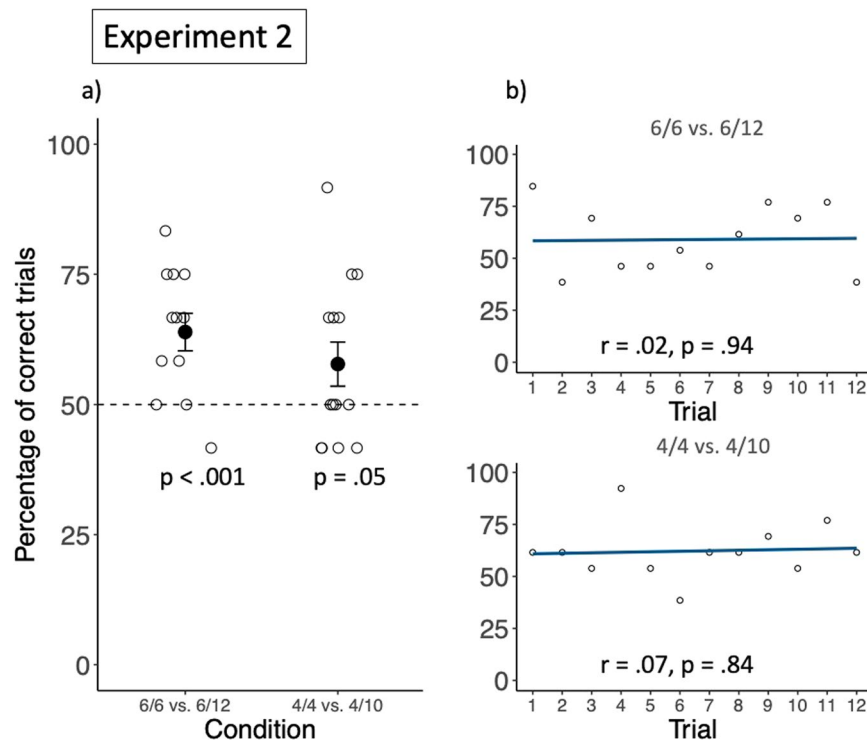 Experiment 2
a)
Percentage of correct trials
100
75
50
25
0
p < .001
p = .05
6/6 vs. 6/12
4/4 vs. 4/10
Condition
b)
6/6 vs. 6/12
100
75
50
25
0
r = .02, p = .94
1 2 3 4 5 6 7 8 9 10 11 12
Trial
4/4 vs. 4/10
100
75
50
25
0
r = .07, p = .84
1 2 3 4 5 6 7 8 9 10 11 12
Trial